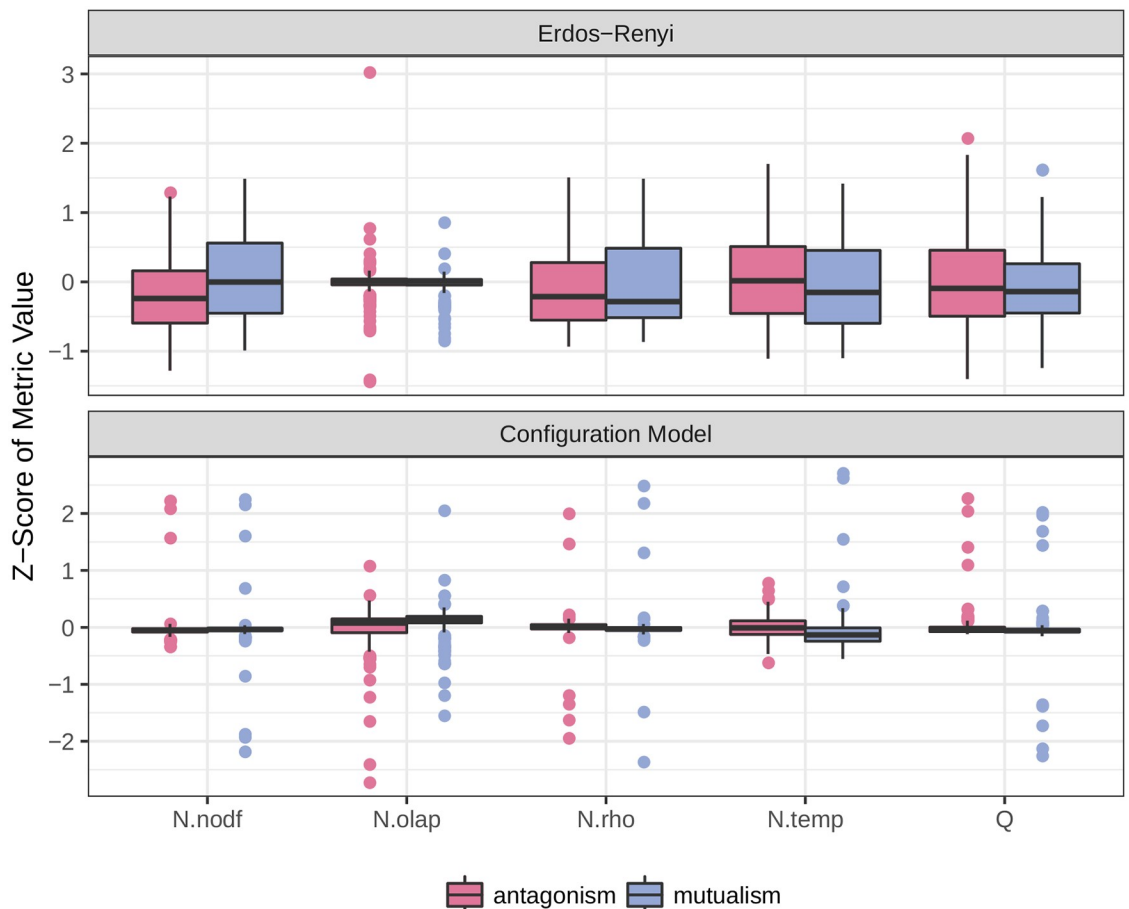 Erdos−Renyi
3
2
1
0
−1
Z−Score of Metric Value
Configuration Model
2
1
0
−1
−2
N.nodf N.olap N.rho N.temp Q
antagonism mutualism